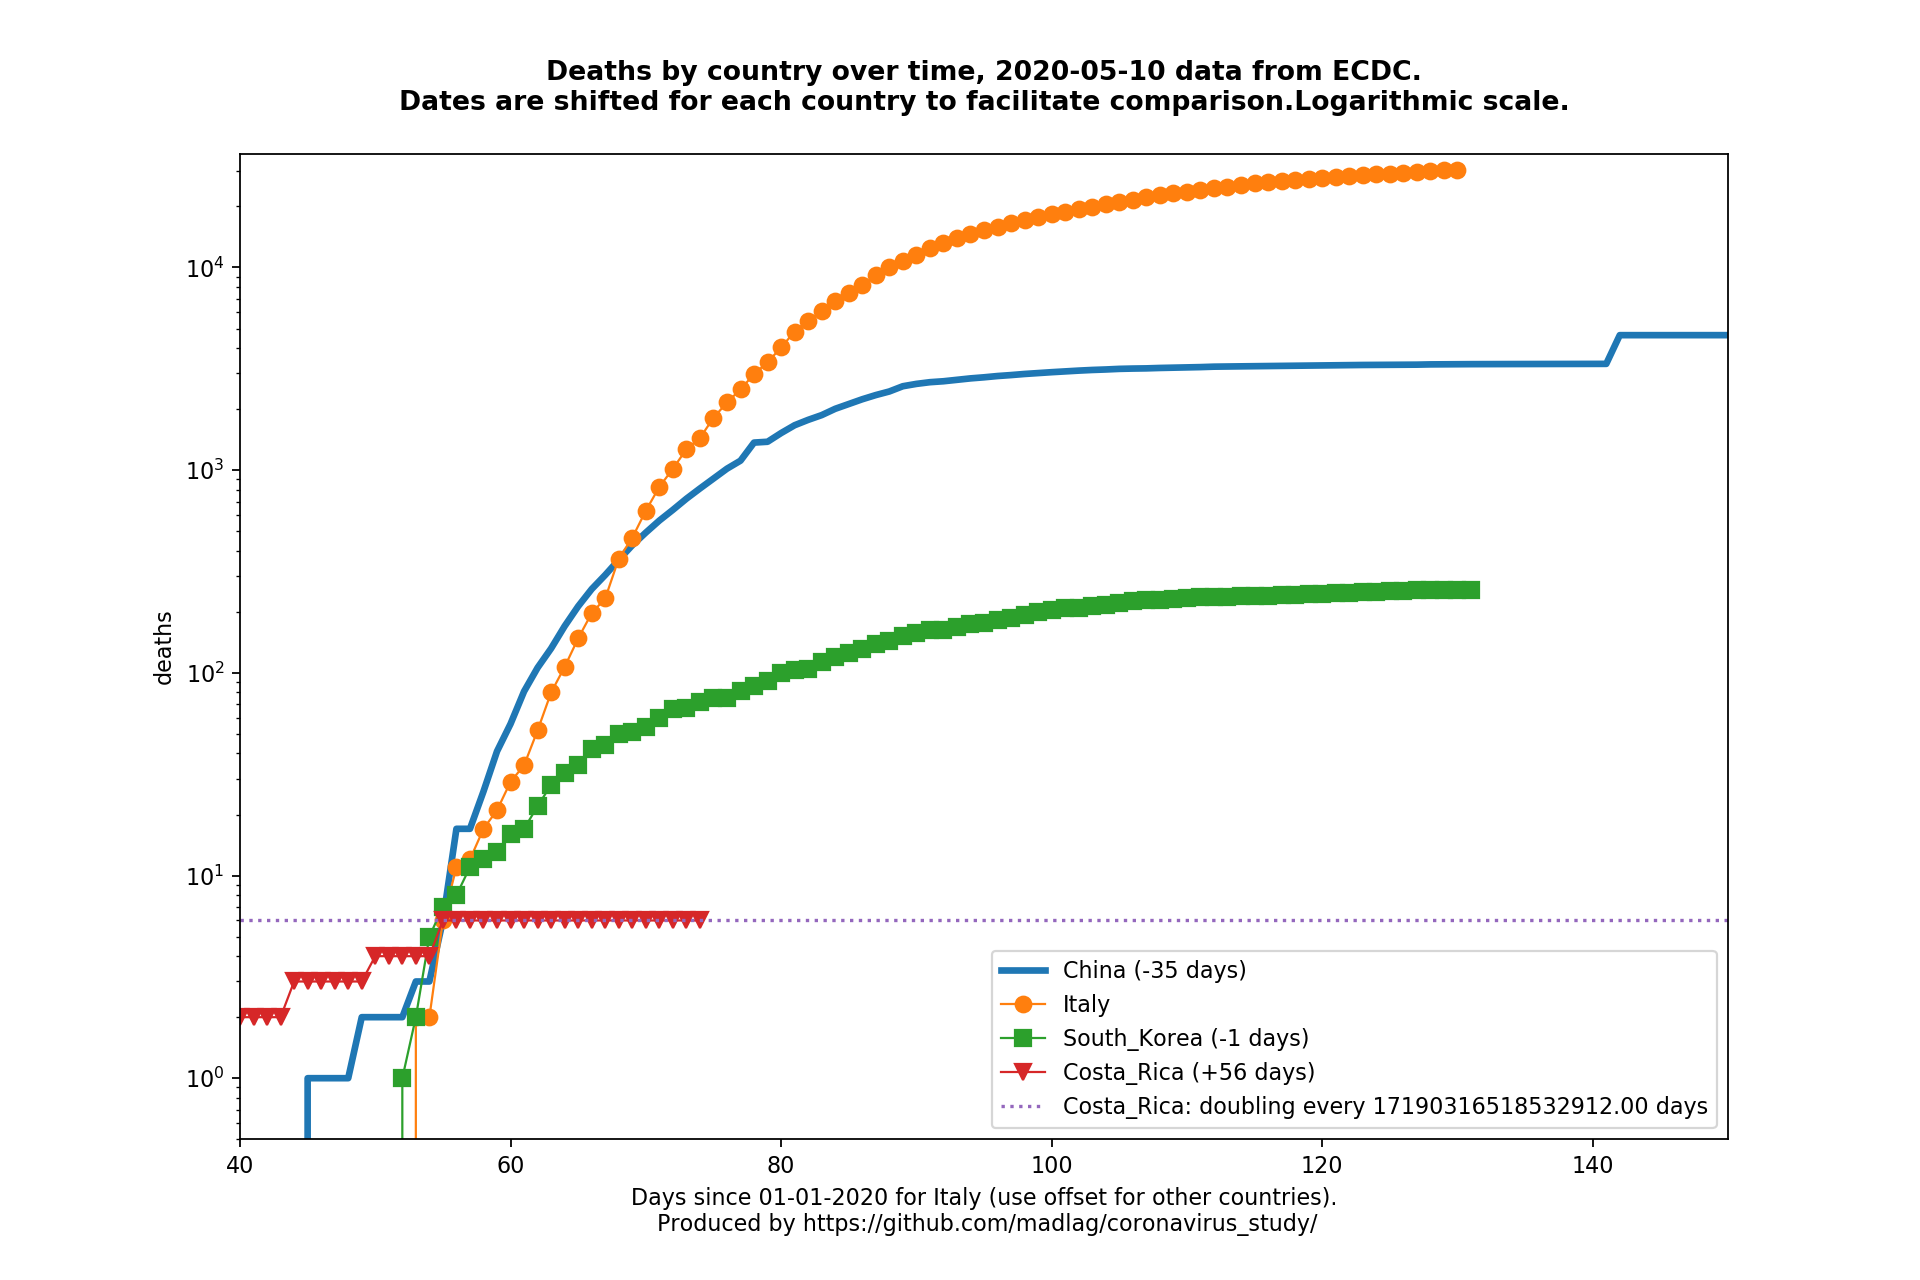 Deaths by country over time, 2020-05-10 data from ECDC.
Dates are shifted for each country to facilitate comparison.Logarithmic scale.
deaths
10^4
10^3
10^2
10^1
10^0
China (-35 days)
Italy
South_Korea (-1 days)
Costa_Rica (+56 days)
Costa_Rica: doubling every 17190316518532912.00 days
40 60 80 100 120 140
Days since 01-01-2020 for Italy (use offset for other countries).
Produced by https://github.com/madlag/coronavirus_study/